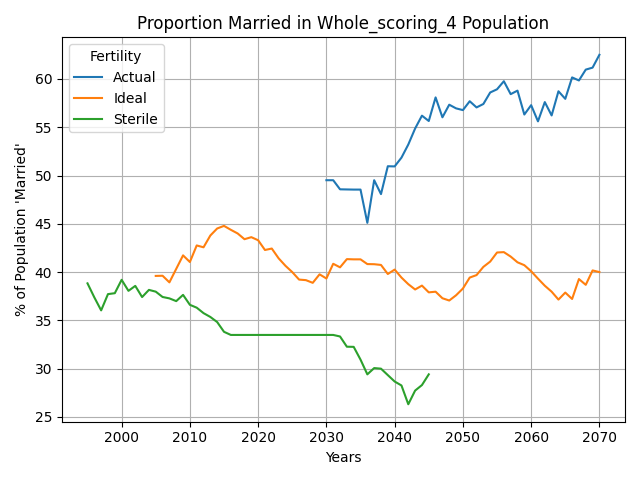 Proportion Married in Whole_scoring_4 Population
Fertility
Actual
Ideal
Sterile
% of Population 'Married'
60
55
50
45
40
35
30
25
2000 2010 2020 2030 2040 2050 2060 2070
Years